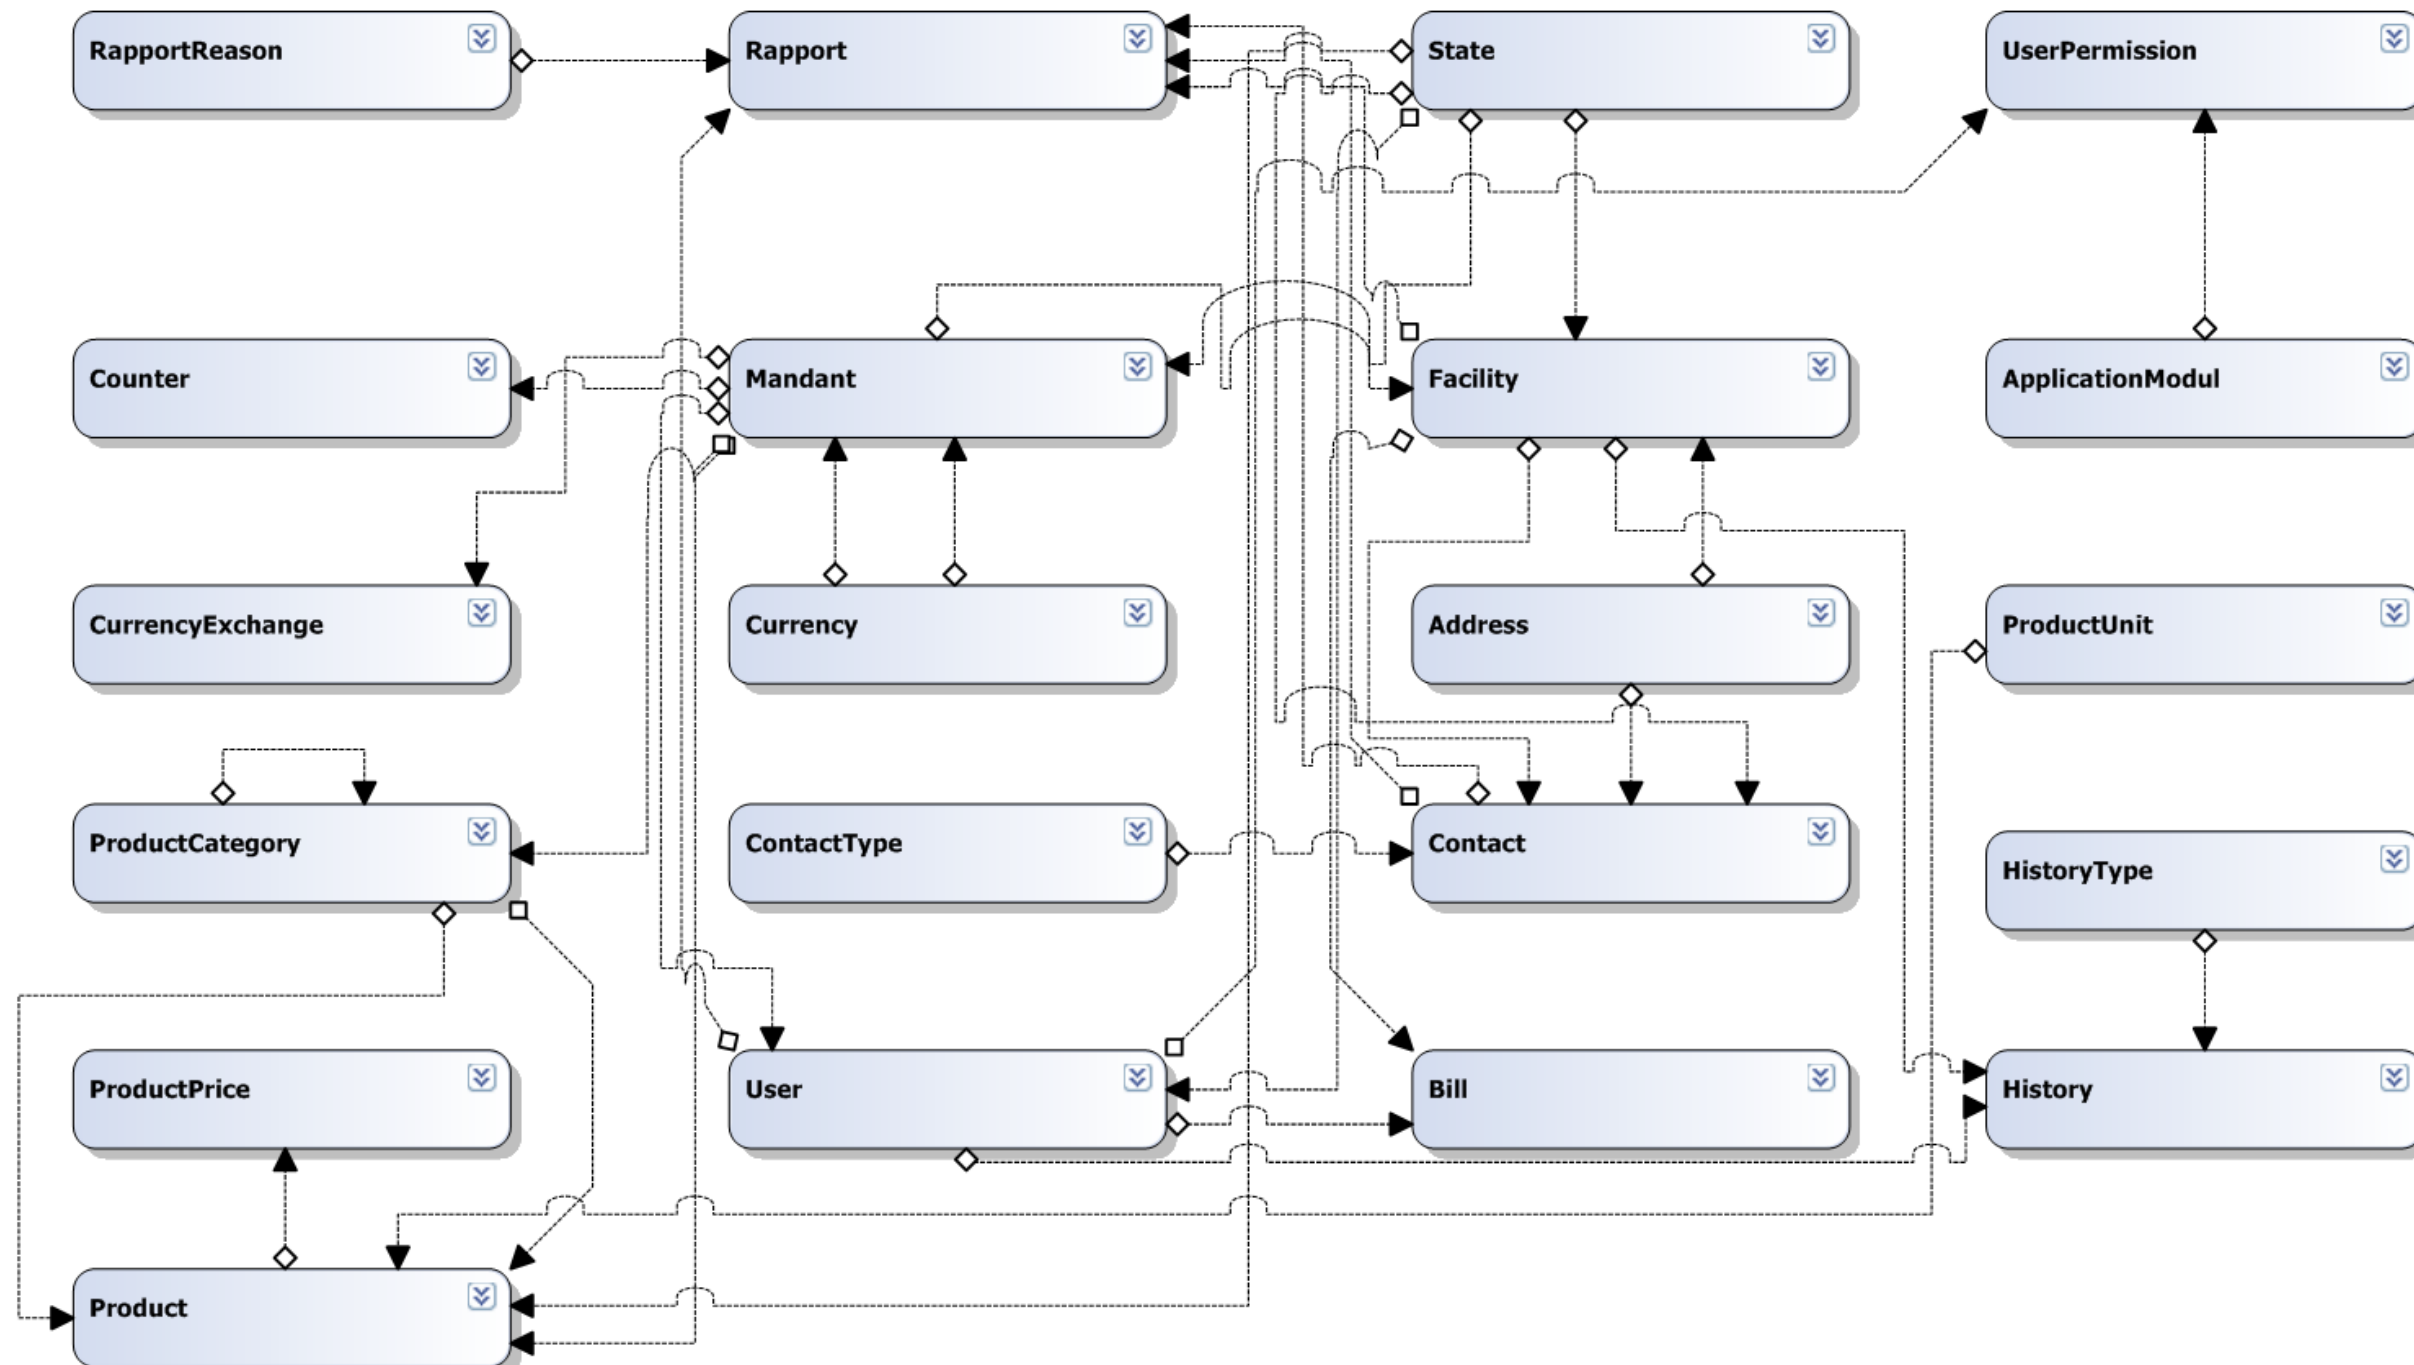 RapportReason
Rapport
State
UserPermission
Counter
Mandant
Facility
ApplicationModul
CurrencyExchange
Currency
Address
ProductUnit
ProductCategory
ContactType
Contact
HistoryType
ProductPrice
User
Bill
History
Product